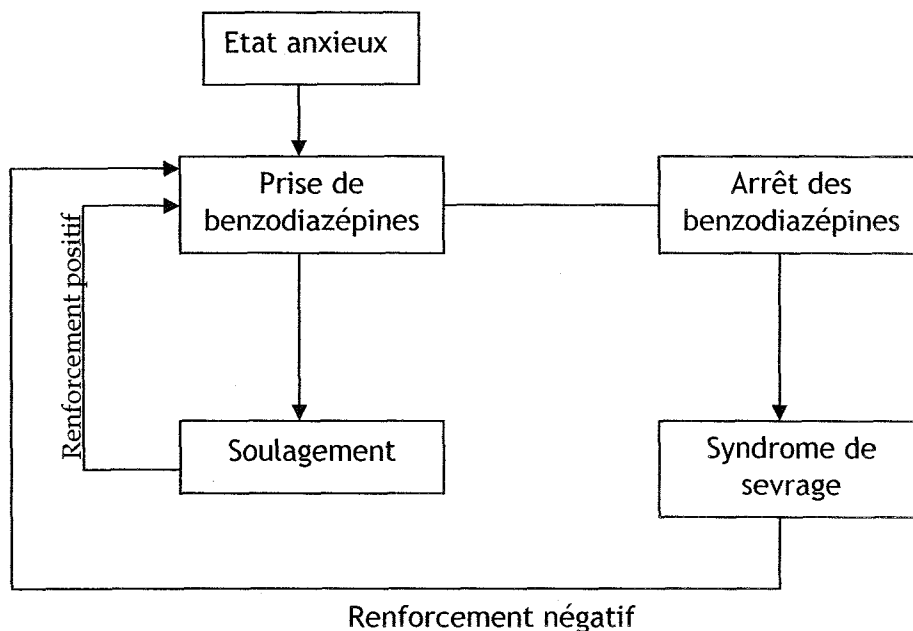 Etat anxieux
Prise de
benzodiazépines
Arrêt des
benzodiazépines
Renforcement positif
Soulagement
Syndrome de
sevrage
Renforcement négatif